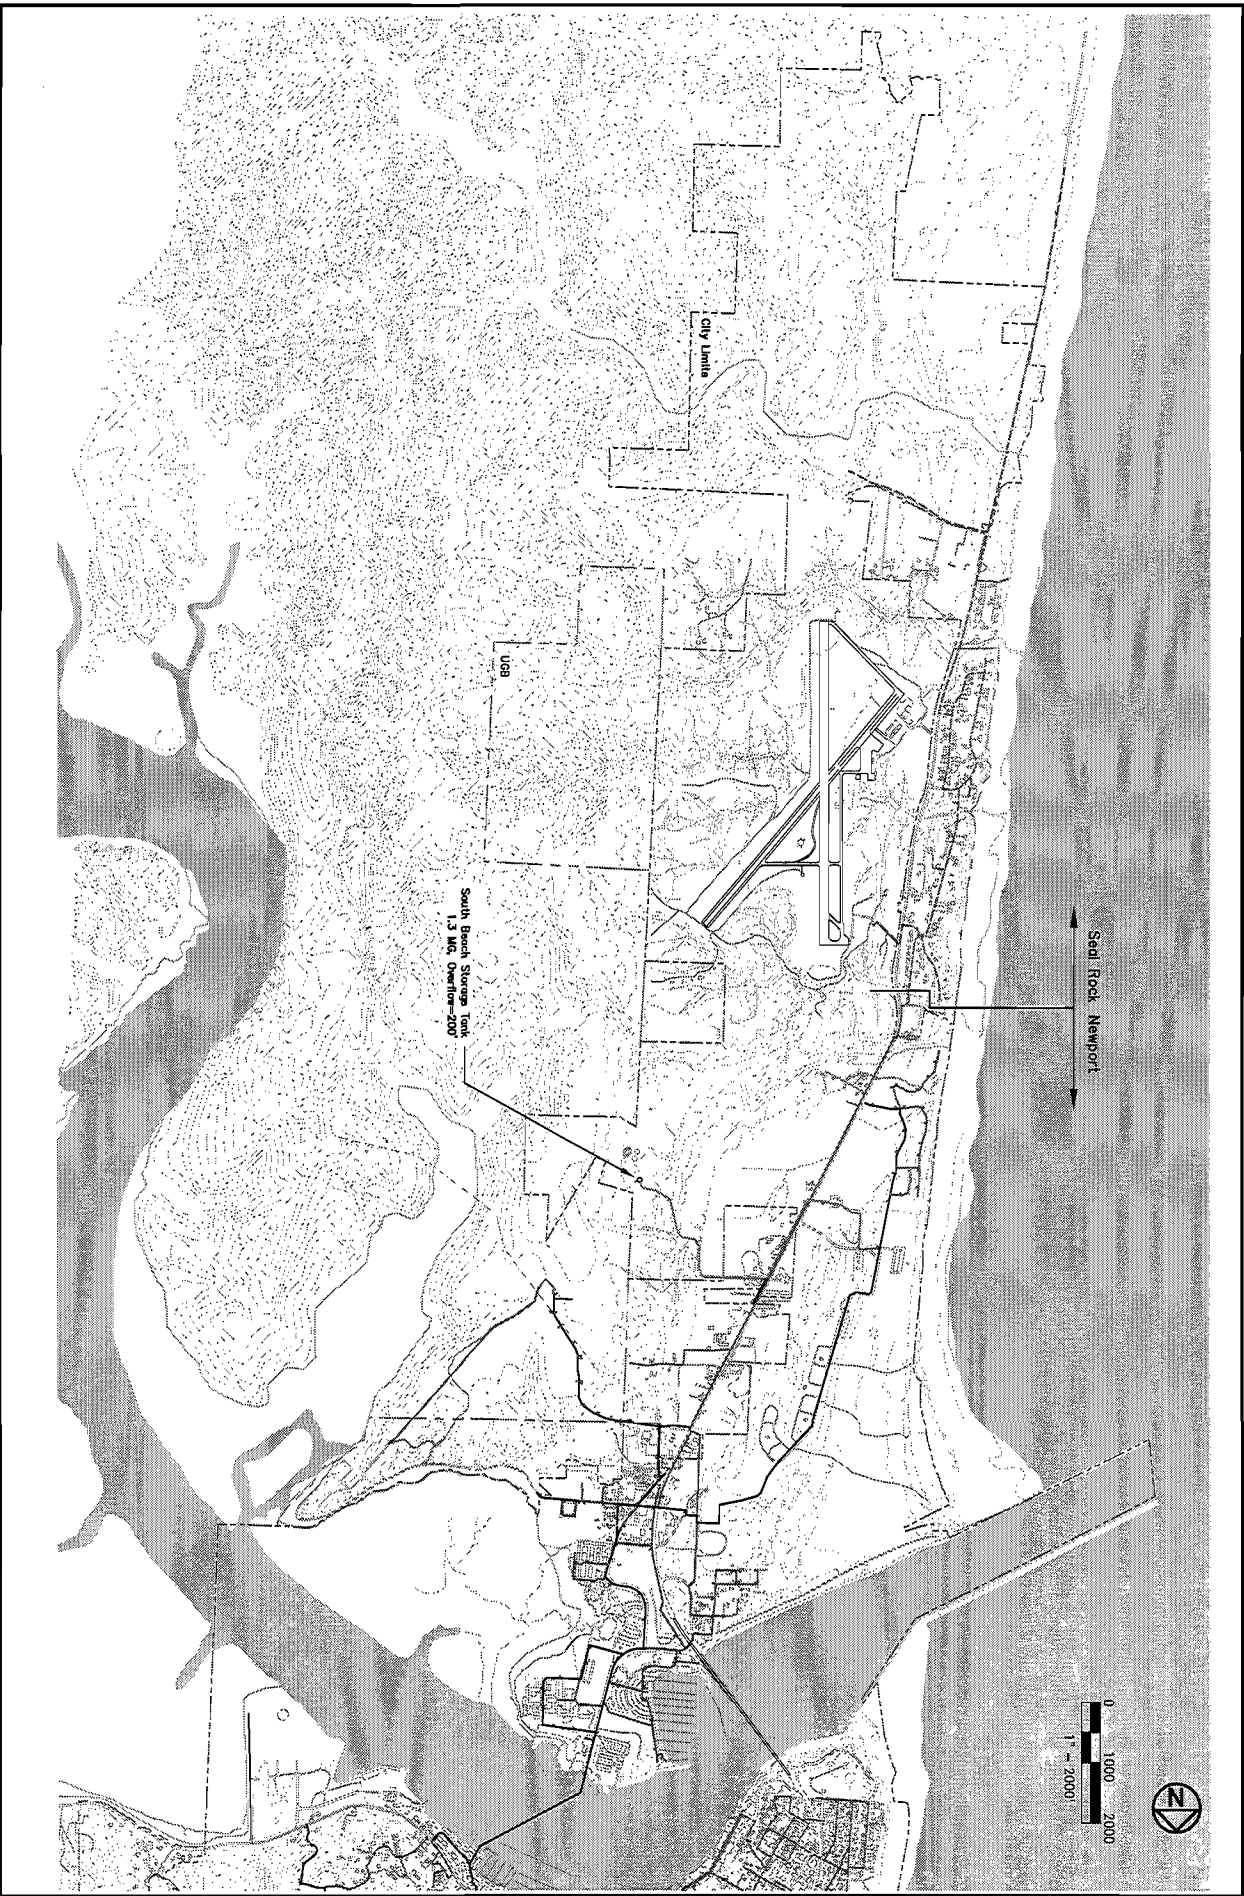 City Limits
UGB
South Beach Storage Tank
1.3 MG, Overflow=200'
Seal Rock Newport
0 1000 2000
1" = 2000'
N